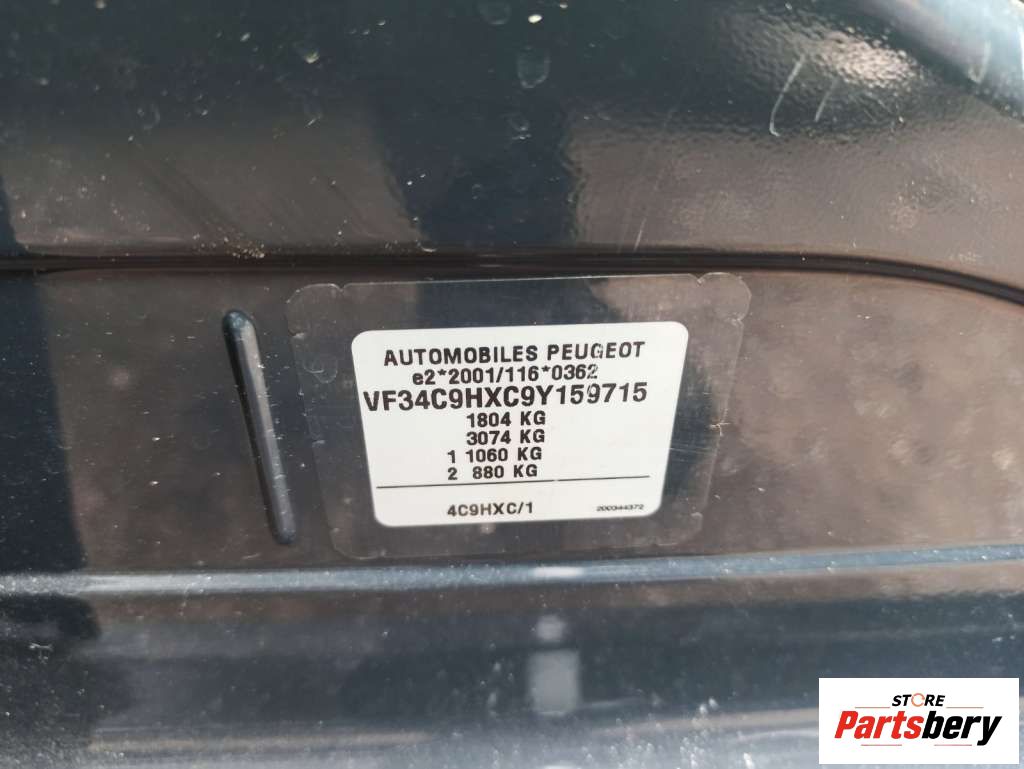 AUTOMOBILES PEUGEOT
e2*2001/116*0362
VF34C9HXC9Y159715
1804 KG
3074 KG
1 1060 KG
2 880 KG
4C9HXC/1 200344372
STORE
Partsbery